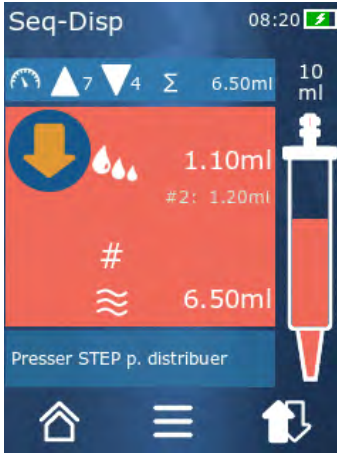 Seq-Disp 08:20
7 4 Σ 6.50ml
10
ml
1.10ml
#2: 1.20ml
#
6.50ml
Presser STEP p. distribuer